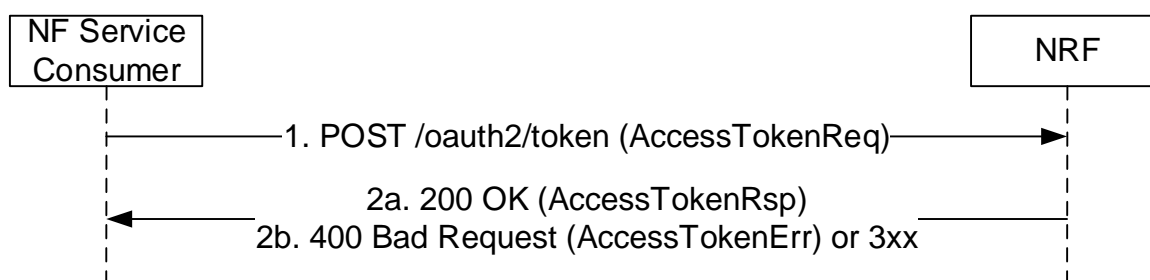 NF Service
Consumer
NRF
1. POST /oauth2/token (AccessTokenReq)
2a. 200 OK (AccessTokenRsp)
2b. 400 Bad Request (AccessTokenErr) or 3xx